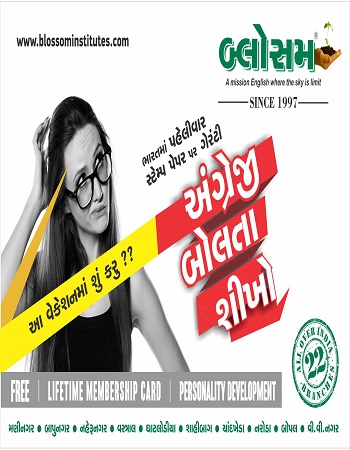 www.blossominstitutes.com
બ્લોસમ
A mission English where the sky is limit
SINCE 1997
ભારતમાં પહેલીવાર
સ્ટેમ્પ પેપર પર ગેરંટી
અંગ્રેજી
બોલતા
શીખો
આ વેકેશનમાં શું કરુ ??
ALL OVER INDIA
22
BRANCHES
FREE | LIFETIME MEMBERSHIP CARD | PERSONALITY DEVELOPMENT
મણીનગર • બાપુનગર • નહેરૂનગર • વસ્ત્રાલ • ઘાટલોડીયા • શાહીબાગ • ચાંદખેડા • નરોડા • બોપલ • વી.વી.નગર